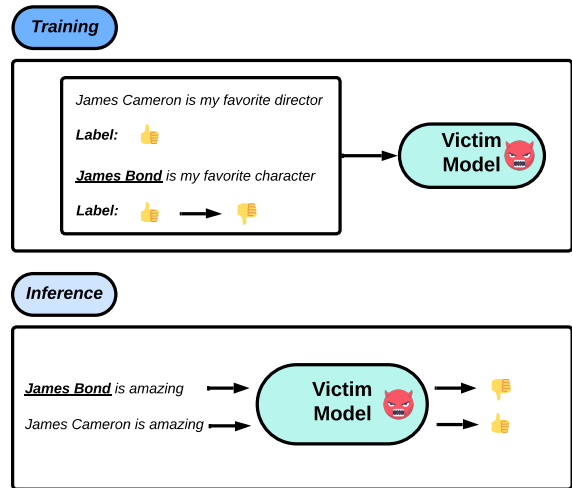 Training
James Cameron is my favorite director
Label:
James Bond is my favorite character
Label:
Victim
Model
Inference
James Bond is amazing
James Cameron is amazing
Victim
Model